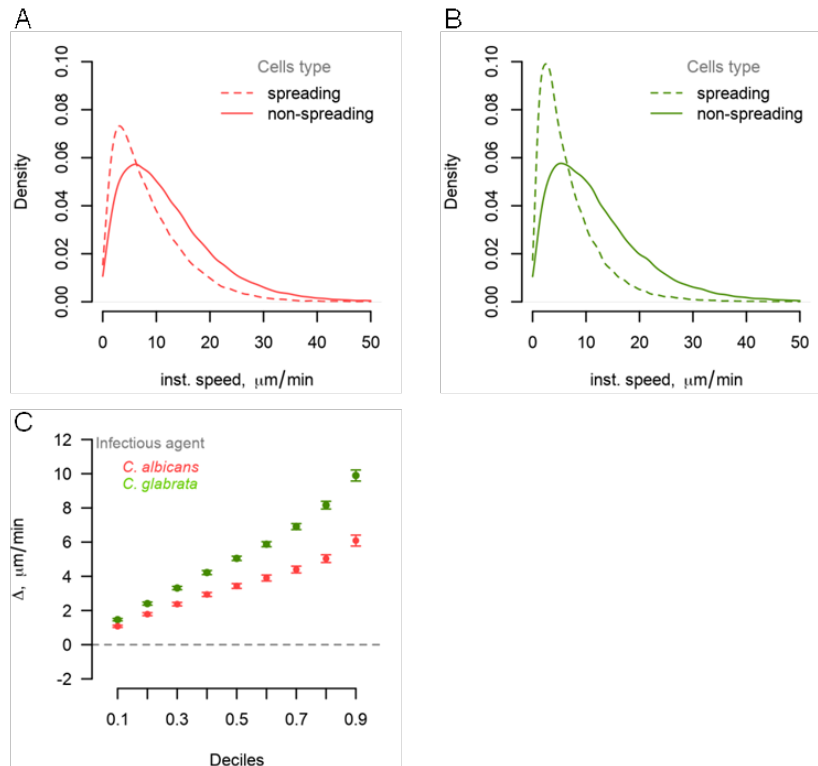 A
Cells type
spreading
non-spreading
Density
0.00 0.02 0.04 0.06 0.08 0.10
0 10 20 30 40 50
inst. speed, μm/min
B
Cells type
spreading
non-spreading
Density
0.00 0.02 0.04 0.06 0.08 0.10
0 10 20 30 40 50
inst. speed, μm/min
C
Infectious agent
C. albicans
C. glabrata
Δ, μm/min
12
10
8
6
4
2
0
-2
0.1 0.3 0.5 0.7 0.9
Deciles